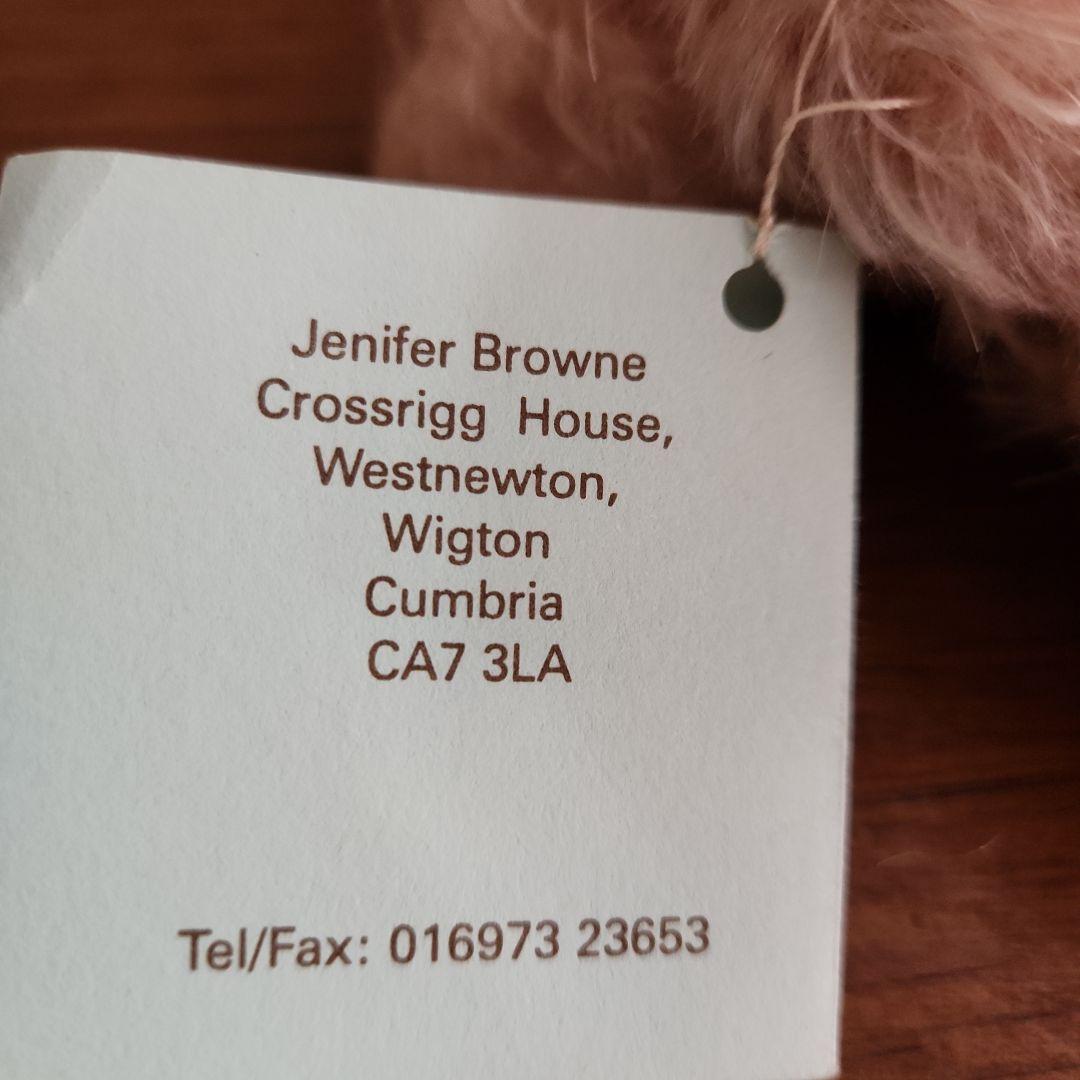 Jenifer Browne
Crossrigg House,
Westnewton,
Wigton
Cumbria
CA7 3LA
Tel/Fax: 016973 23653